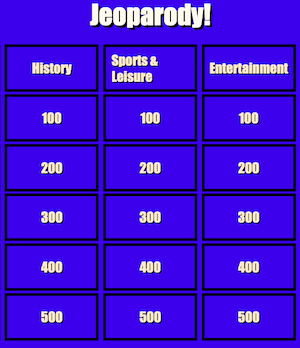 Jeoparody!
History
Sports &
Leisure
Entertainment
100 100 100
200 200 200
300 300 300
400 400 400
500 500 500